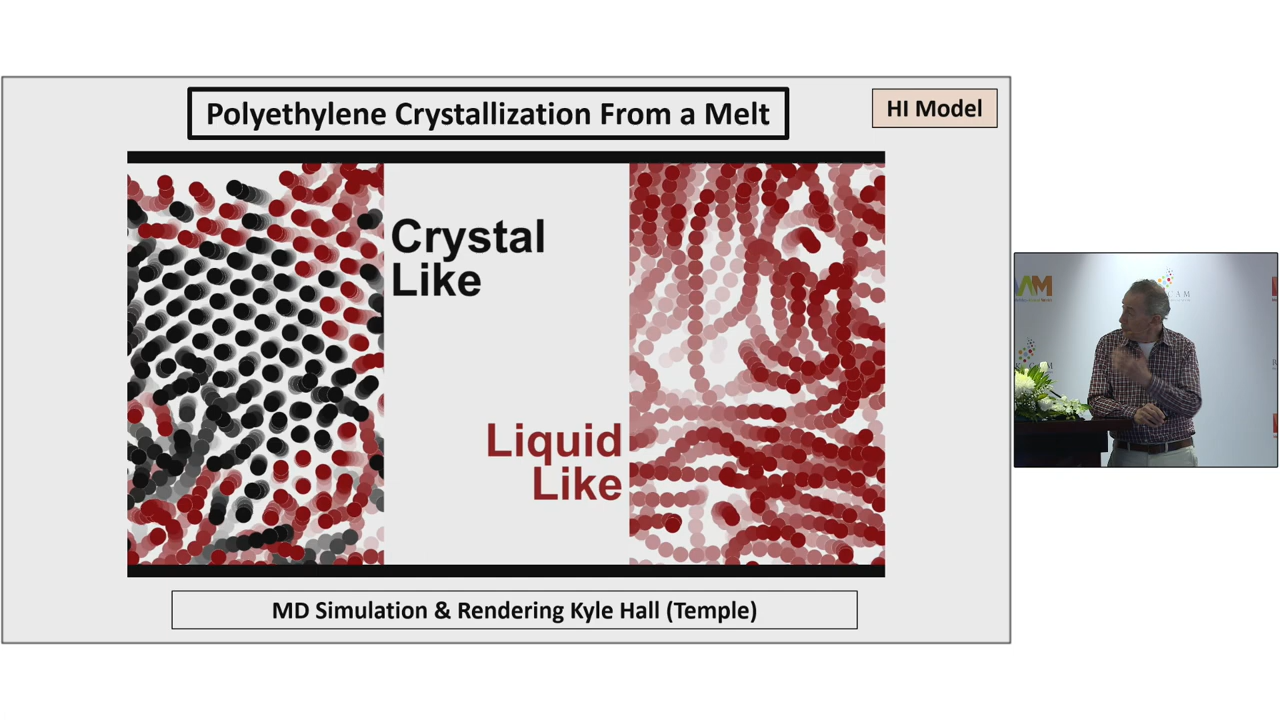 Polyethylene Crystallization From a Melt
HI Model
Crystal
Like
Liquid
Like
MD Simulation & Rendering Kyle Hall (Temple)